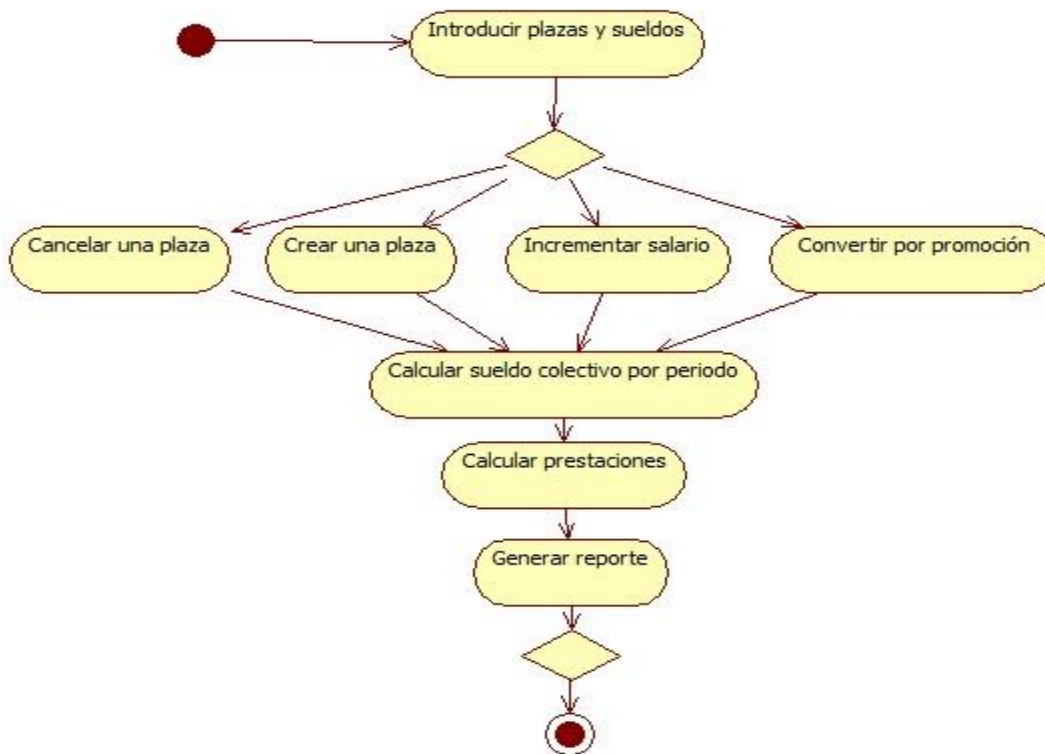 Introducir plazas y sueldos
Cancelar una plaza
Crear una plaza
Incrementar salario
Convertir por promoción
Calcular sueldo colectivo por periodo
Calcular prestaciones
Generar reporte